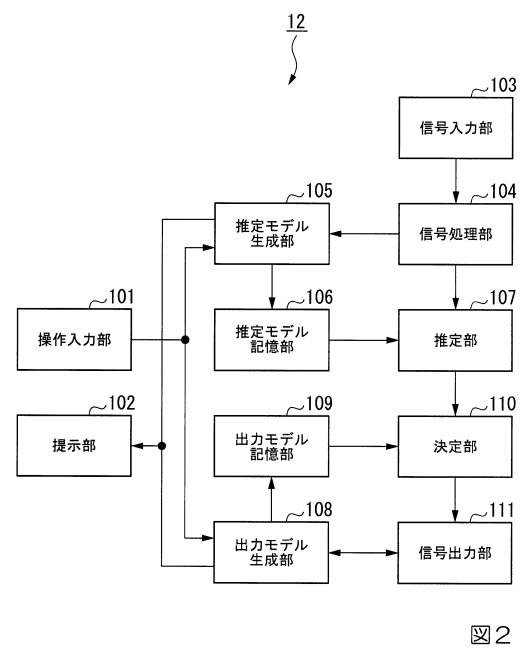 12
103
信号入力部
105
推定モデル
生成部
104
信号処理部
101
操作入力部
106
推定モデル
記憶部
107
推定部
102
提示部
109
出力モデル
記憶部
110
決定部
108
出力モデル
生成部
111
信号出力部
図2